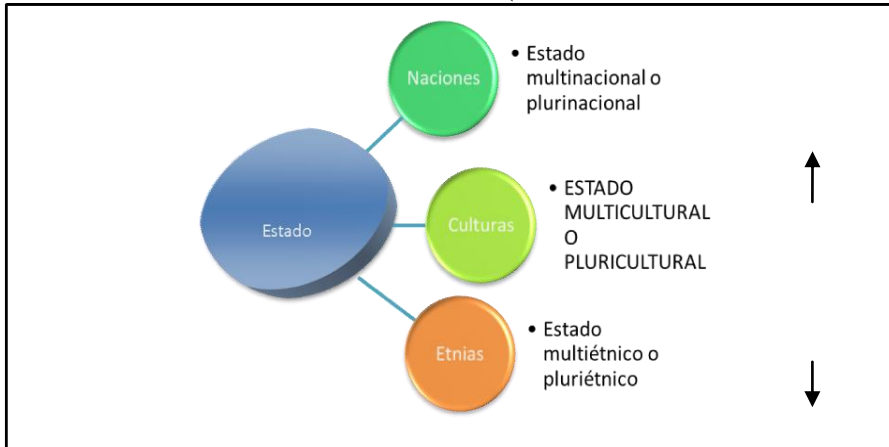 Naciones
• Estado
multinacional o
plurinacional
Estado
Culturas
• ESTADO
MULTICULTURAL
O
PLURICULTURAL
Etnias
• Estado
multiétnico o
pluriétnico